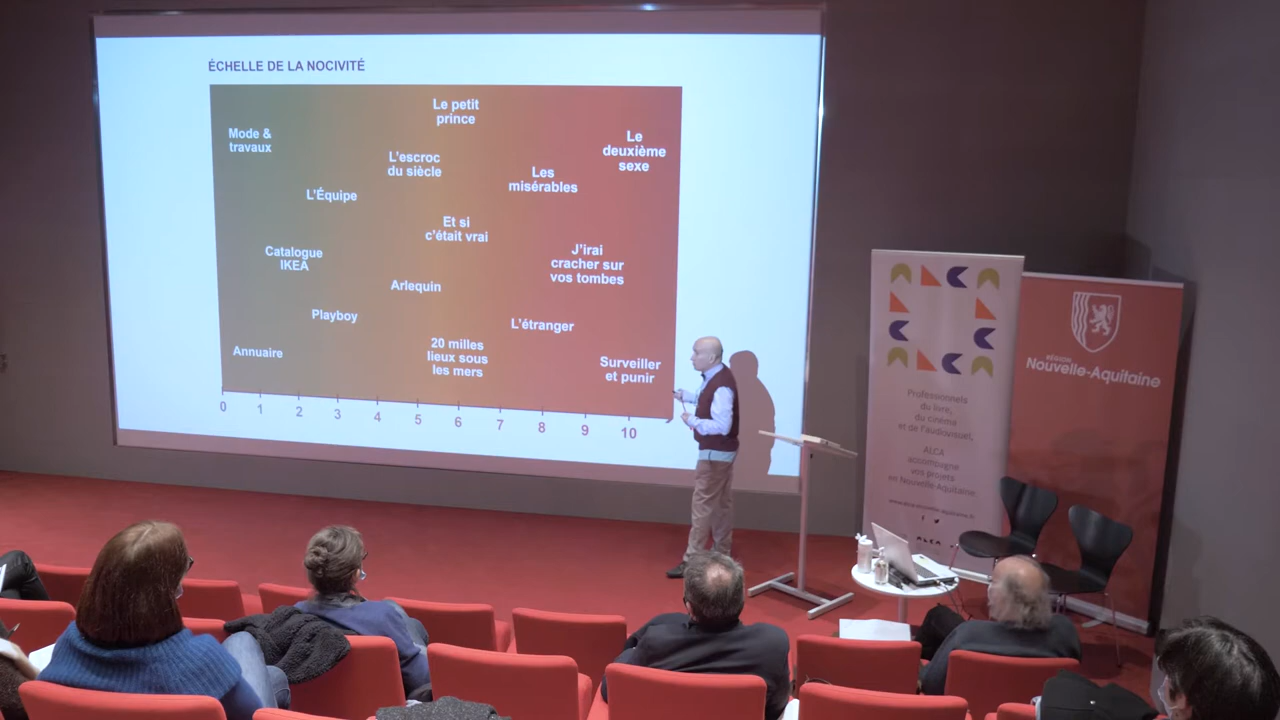 ÉCHELLE DE LA NOCIVITÉ
Le petit
prince
Mode &
travaux
Le
deuxième
sexe
L'escroc
du siècle
Les
misérables
L'Équipe
Et si
c'était vrai
Catalogue
IKEA
J'irai
cracher sur
vos tombes
Arlequin
Playboy
L'étranger
Annuaire
20 milles
lieux sous
les mers
Surveiller
et punir
0 1 2 3 4 5 6 7 8 9 10
Professionnels
du livre,
du cinéma
et de l'audiovisuel,
ALCA
accompagne
vos projets
en Nouvelle-Aquitaine.
RÉGION
Nouvelle-Aquitaine